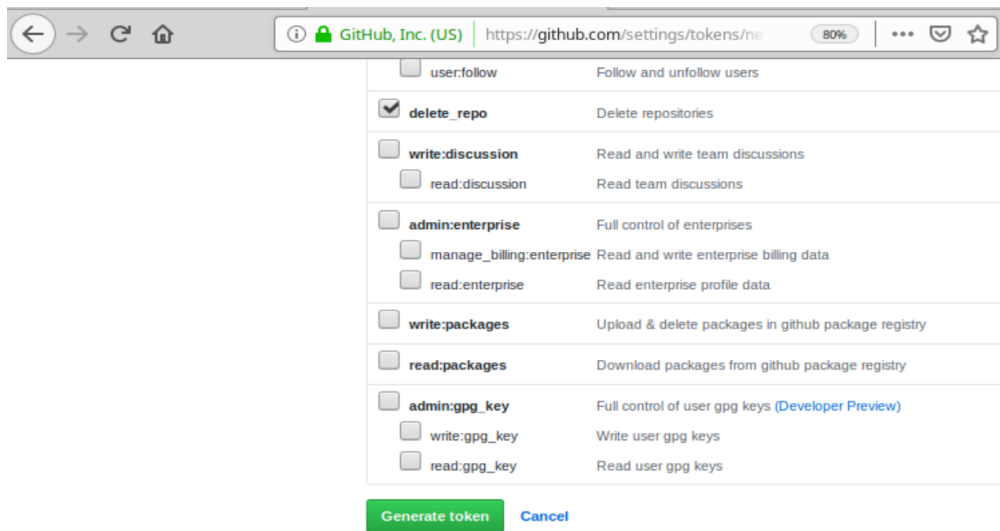 GitHub, Inc. (US) https://github.com/settings/tokens/ne 80%
user:follow Follow and unfollow users
delete_repo Delete repositories
write:discussion Read and write team discussions
read:discussion Read team discussions
admin:enterprise Full control of enterprises
manage_billing:enterprise Read and write enterprise billing data
read:enterprise Read enterprise profile data
write:packages Upload & delete packages in github package registry
read:packages Download packages from github package registry
admin:gpg_key Full control of user gpg keys (Developer Preview)
write:gpg_key Write user gpg keys
read:gpg_key Read user gpg keys
Generate token Cancel